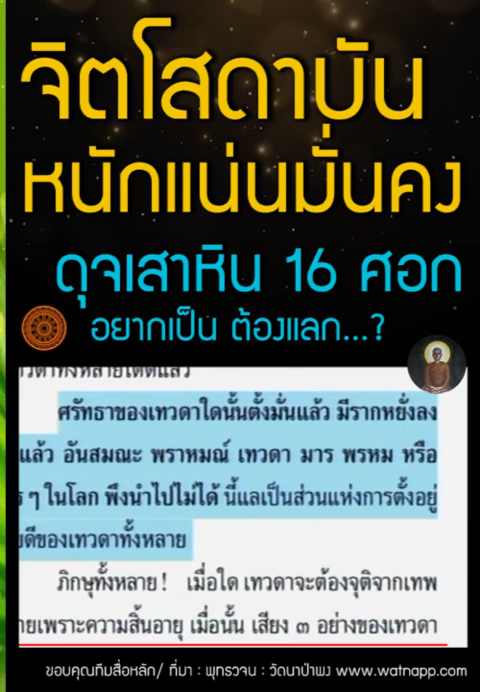 จิตโสดาบัน
หนักแน่นมั่นคง
ดุจเสาหิน 16 ศอก
อยากเป็น ต้องแลก...?
ศรัทธาของเทวดาใดนั้นตั้งมั่นแล้ว มีรากหยั่งลง
แล้ว อันสมณะ พราหมณ์ เทวดา มาร พรหม หรือ
ๆ ในโลก พึงนำไปไม่ได้ นี้แลเป็นส่วนแห่งการตั้งอยู่
ของเทวดาทั้งหลาย
ภิกษุทั้งหลาย! เมื่อใด เทวดาจะต้องจุติจากเทพ
เพราะความสิ้นอายุ เมื่อนั้น เสียง ๓ อย่างของเทวดา
ขอบคุณทีมสื่อหลัก/ ที่มา : พุทธวจน : วัดนาป่าพง www.watnapp.com